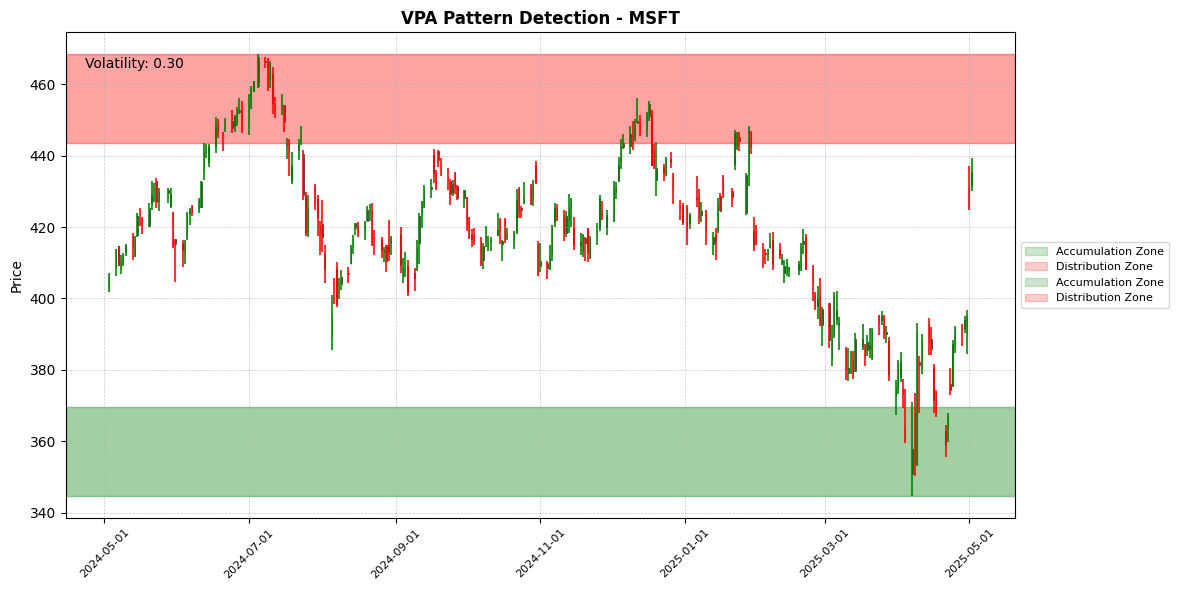 VPA Pattern Detection - MSFT
Volatility: 0.30
Price
460
440
420
400
380
360
340
2024-05-01
2024-07-01
2024-09-01
2024-11-01
2025-01-01
2025-03-01
2025-05-01
Accumulation Zone
Distribution Zone
Accumulation Zone
Distribution Zone